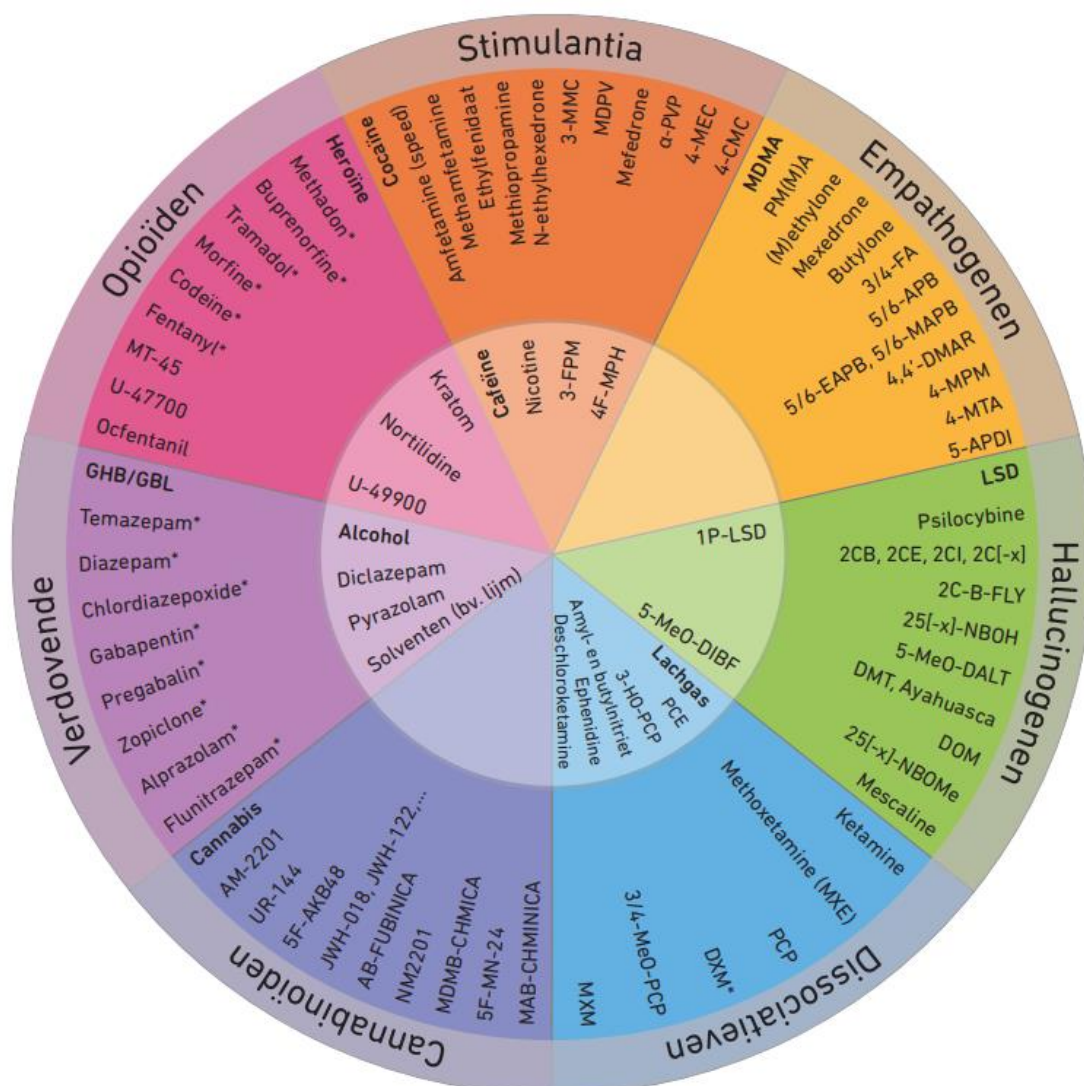 Stimulantia
Cocaïne
Amfetamine (speed)
Methamfetamine
Ethylfenidaat
Methiopropamine
N-ethylhexedrone
3-MMC
MDPV
Mefedrone
α-PVP
4-MEC
4-CMC
Cafeïne
Nicotine
3-FPM
4F-MPH
Empathogenen
MDMA
PM(M)A
(M)ethylone
Mexedrone
Butylone
3/4-FA
5/6-APB
5/6-EAPB, 5/6-MAPB
4,4'-DMAR
4-MPM
4-MTA
5-APDI
Hallucinogenen
LSD
Psilocybine
2CB, 2CE, 2CI, 2C[-x]
2C-B-FLY
25[-x]-NBOH
5-MeO-DALT
DMT, Ayahuasca
DOM
25[-x]-NBOMe
Mescaline
1P-LSD
5-MeO-DIBF
Dissociatieven
Ketamine
Methoxetamine (MXE)
PCP
DXM*
3/4-MeO-PCP
MXM
Lachgas
PCE
3-HO-PCP
Amyl- en butylnitriet
Ephenidine
Deschloroketamine
Cannabinoïden
Cannabis
AM-2201
UR-144
5F-AKB48
JWH-018, JWH-122,...
AB-FUBINICA
NM2201
MDMB-CHMICA
5F-MN-24
MAB-CHMINICA
Verdovende
GHB/GBL
Temazepam*
Diazepam*
Chlordiazepoxide*
Gabapentin*
Pregabalin*
Zopiclone*
Alprazolam*
Flunitrazepam*
Alcohol
Diclazepam
Pyrazolam
Solventen (bv. lijm)
Opioïden
Heroïne
Methadon*
Buprenorfine*
Tramadol*
Morfine*
Codeïne*
Fentanyl*
MT-45
U-47700
Ocfentanil
Kratom
Nortilidine
U-49900